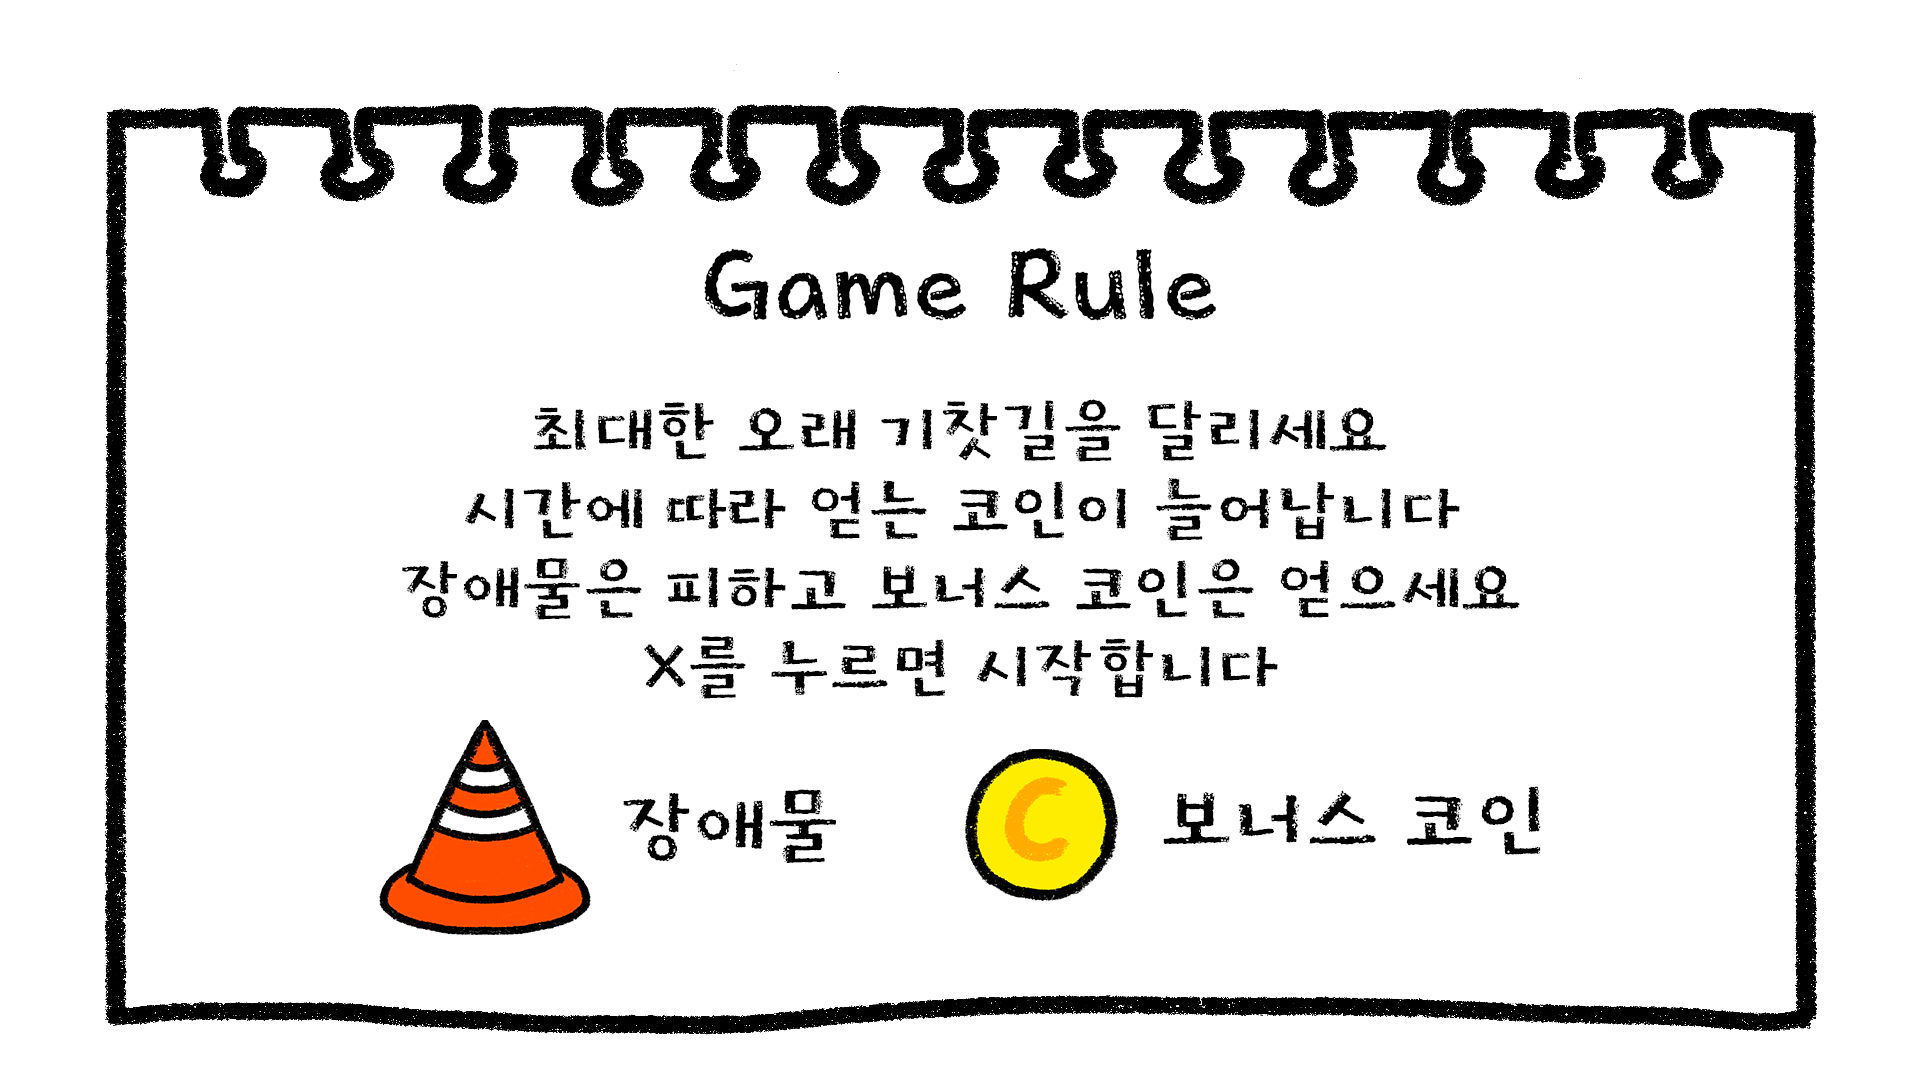 Game Rule
최대한 오래 기찻길을 달리세요
시간에 따라 얻는 코인이 늘어납니다
장애물은 피하고 보너스 코인은 얻으세요
X를 누르면 시작합니다
장애물
C
보너스 코인